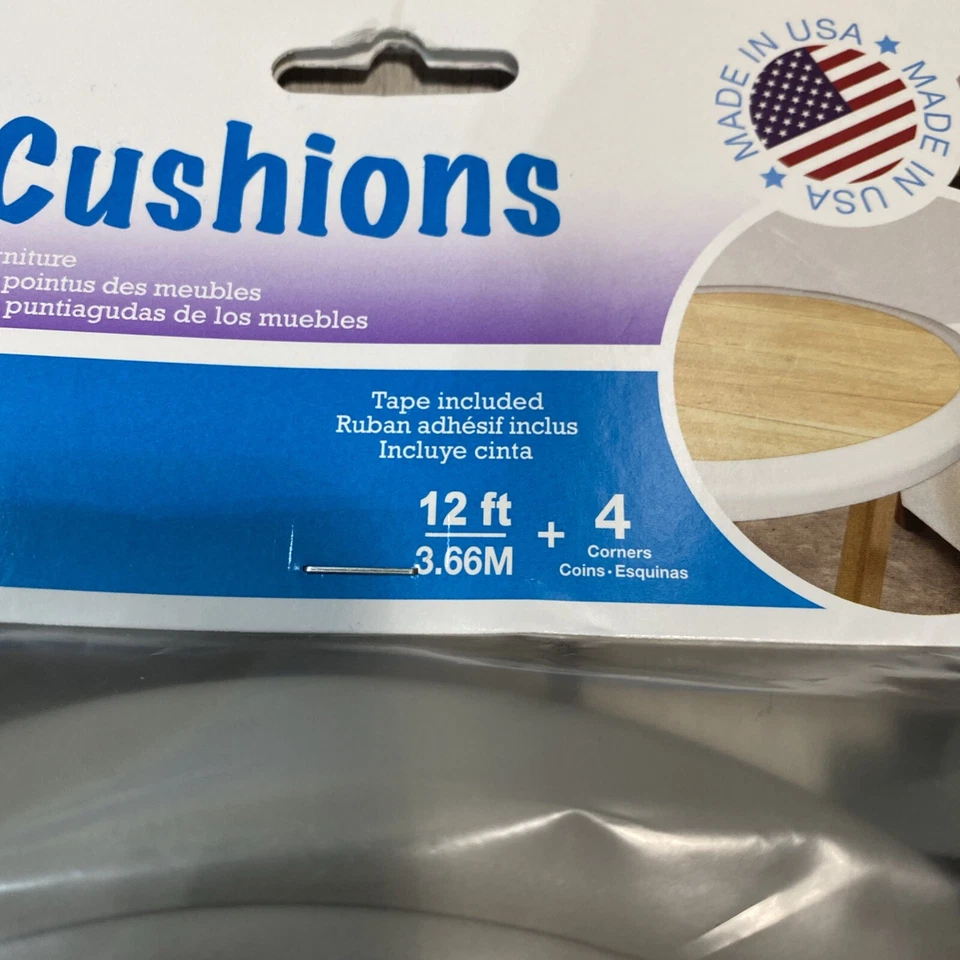 Cushions
MADE IN USA ★ MADE IN USA ★
niture
pointus des meubles
puntiagudas de los muebles
Tape included
Ruban adhésif inclus
Incluye cinta
12 ft
3.66M
+
4
Corners
Coins · Esquinas